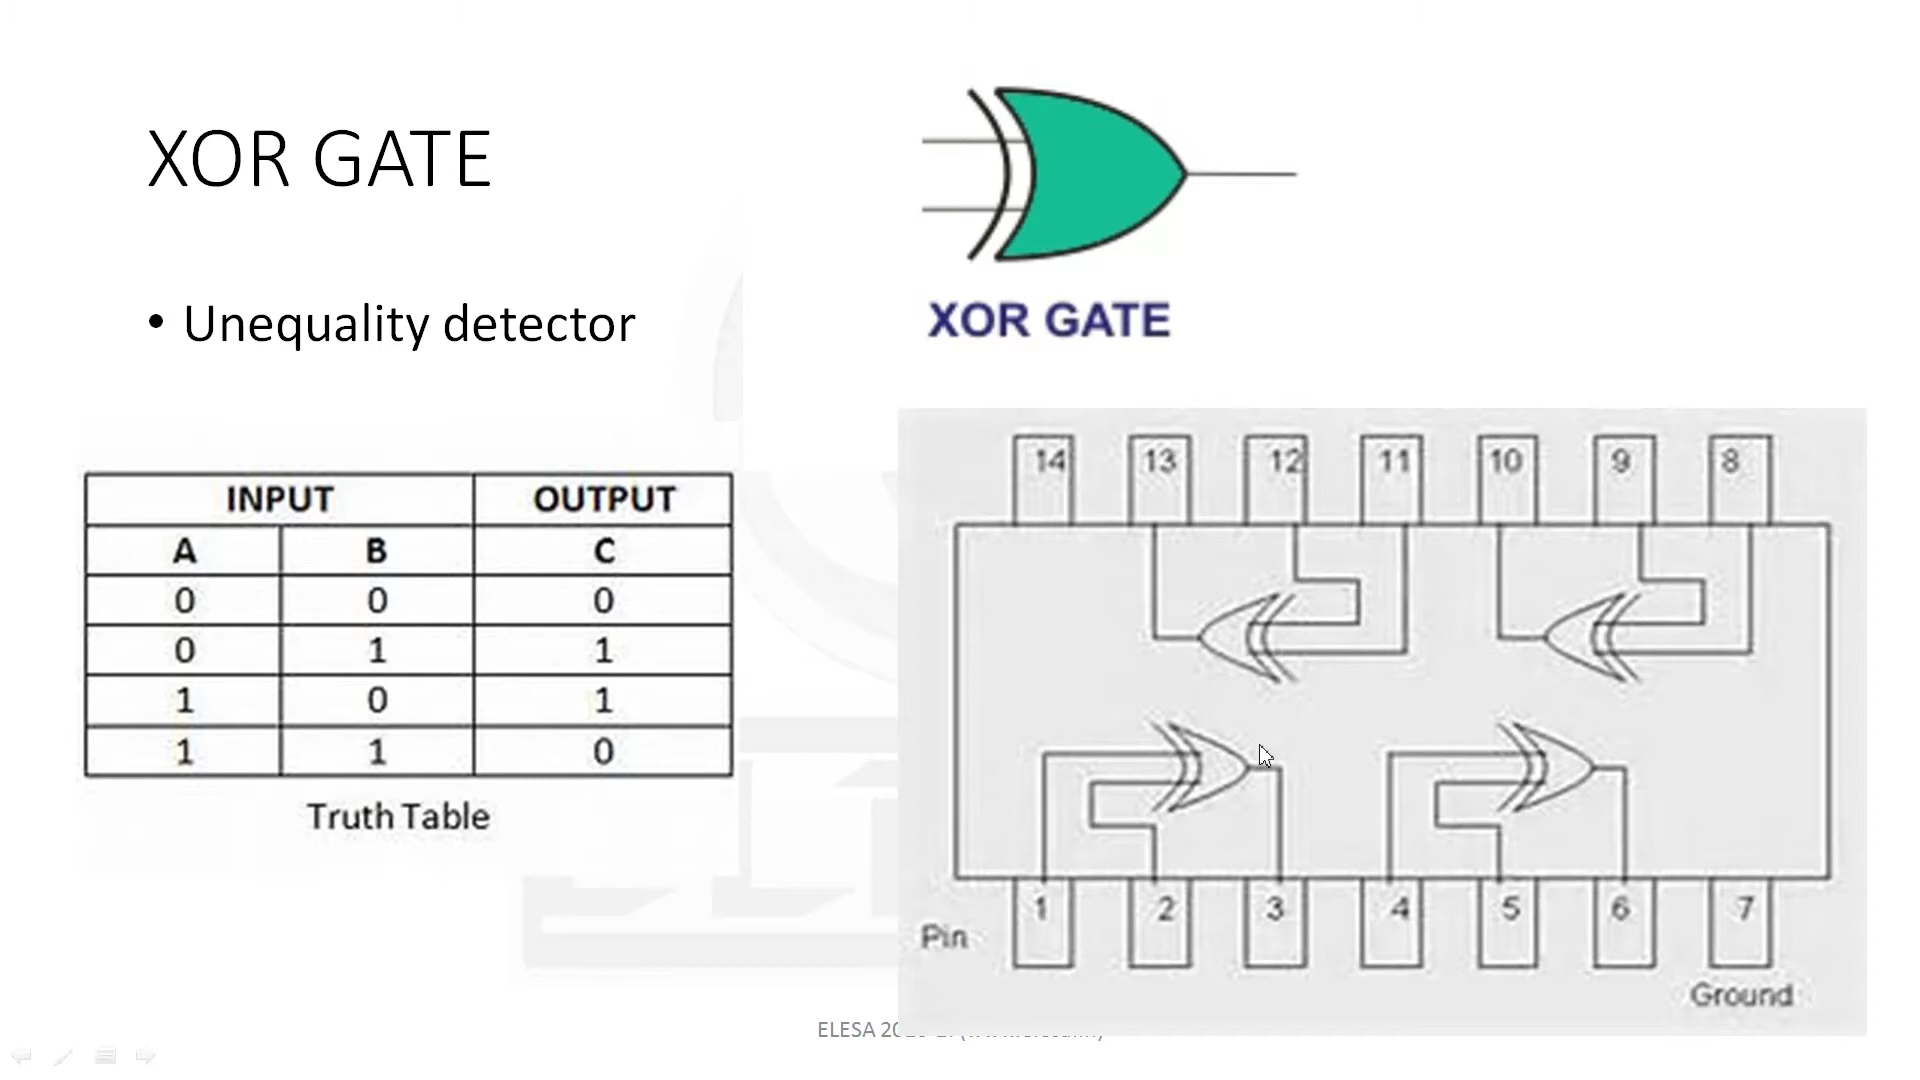 XOR GATE
• Unequality detector
XOR GATE
INPUT OUTPUT
A B C
0 0 0
0 1 1
1 0 1
1 1 0
Truth Table
14 13 12 11 10 9 8
1 2 3 4 5 6 7
Pin
Ground
ELESA